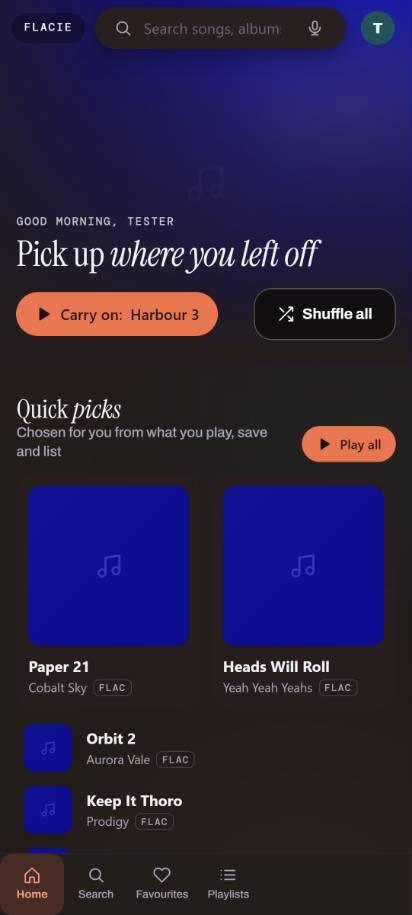 FLACIE
Search songs, albums
T
GOOD MORNING, TESTER
Pick up where you left off
Carry on: Harbour 3
Shuffle all
Quick picks
Chosen for you from what you play, save
and list
Play all
Paper 21
Cobalt Sky FLAC
Heads Will Roll
Yeah Yeah Yeahs FLAC
Orbit 2
Aurora Vale FLAC
Keep It Thoro
Prodigy FLAC
Home
Search
Favourites
Playlists